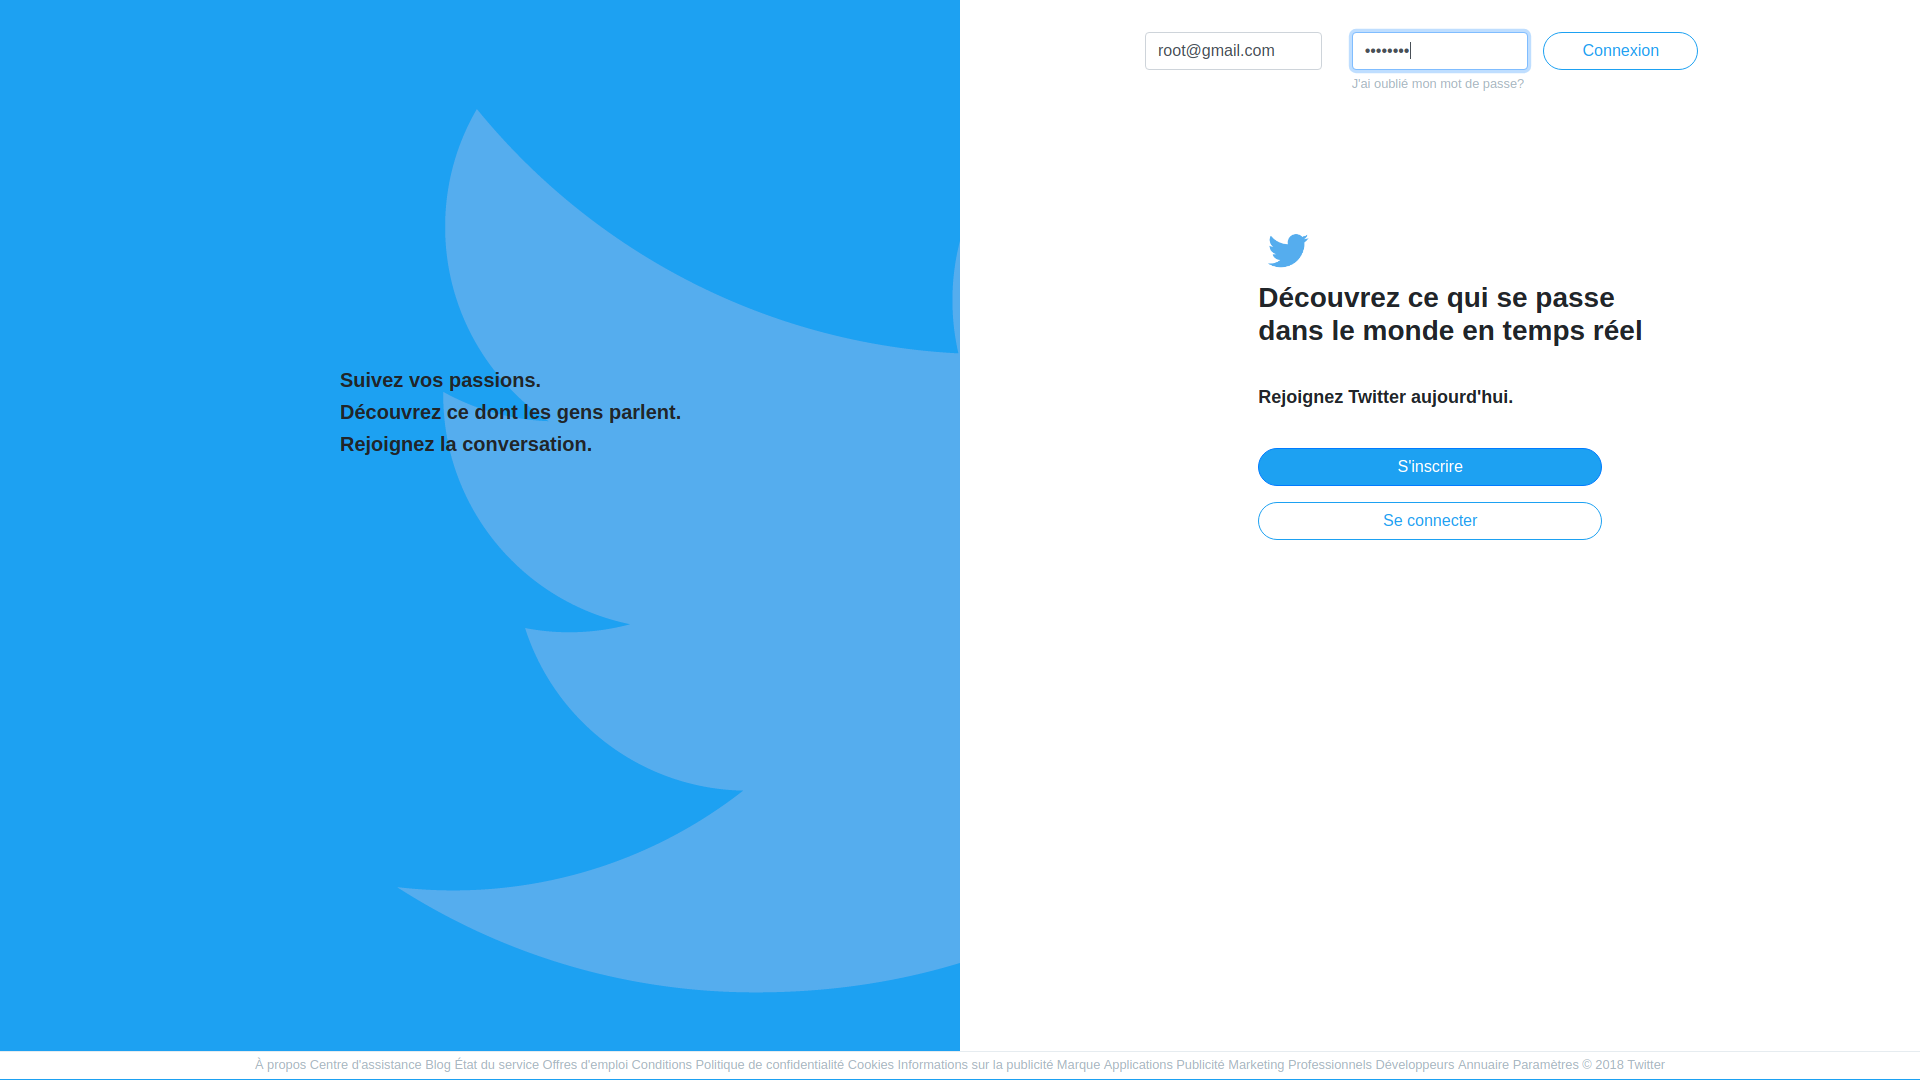 root@gmail.com
••••••••
Connexion
J'ai oublié mon mot de passe?
Découvrez ce qui se passe
dans le monde en temps réel
Suivez vos passions.
Découvrez ce dont les gens parlent.
Rejoignez la conversation.
Rejoignez Twitter aujourd'hui.
S'inscrire
Se connecter
À propos Centre d'assistance Blog État du service Offres d'emploi Conditions Politique de confidentialité Cookies Informations sur la publicité Marque Applications Publicité Marketing Professionnels Développeurs Annuaire Paramètres © 2018 Twitter